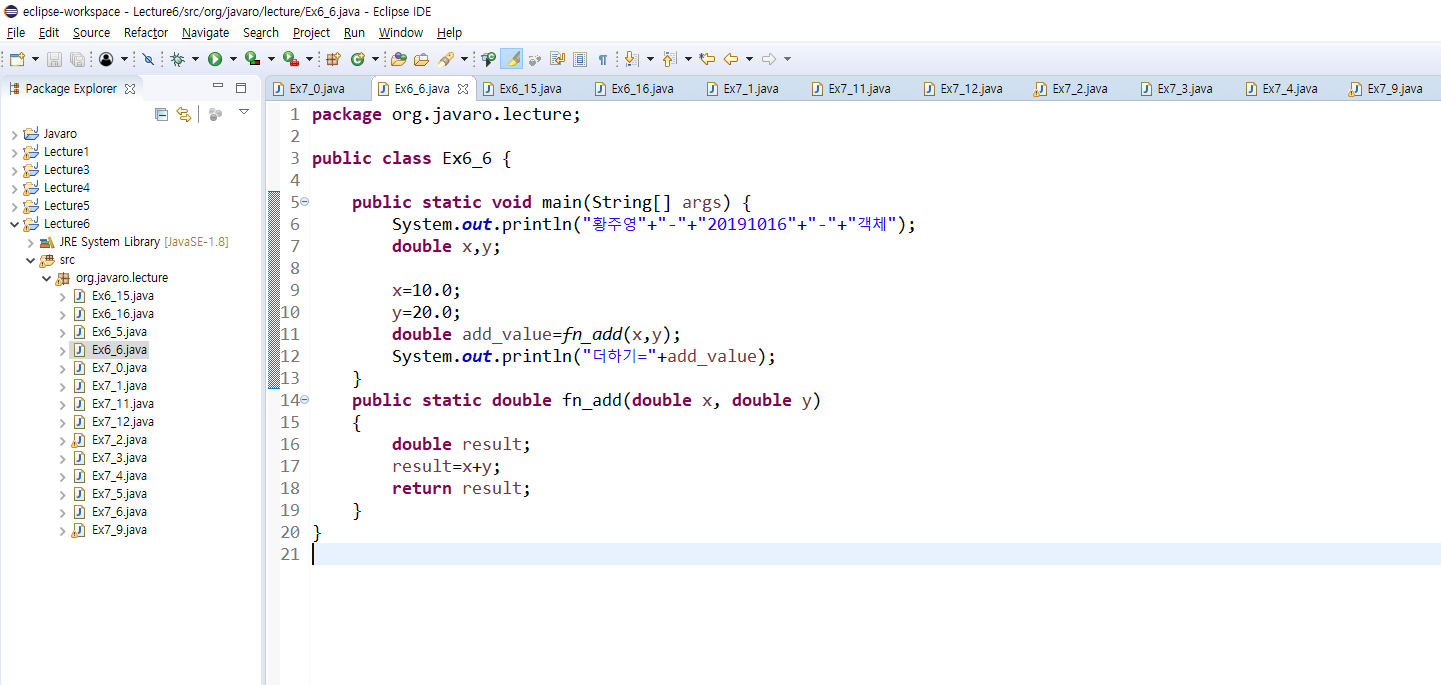 eclipse-workspace - Lecture6/src/org/javaro/lecture/Ex6_6.java - Eclipse IDE
File Edit Source Refactor Navigate Search Project Run Window Help
Package Explorer
Javaro
Lecture1
Lecture3
Lecture4
Lecture5
Lecture6
JRE System Library [JavaSE-1.8]
src
org.javaro.lecture
Ex6_15.java
Ex6_16.java
Ex6_5.java
Ex6_6.java
Ex7_0.java
Ex7_1.java
Ex7_11.java
Ex7_12.java
Ex7_2.java
Ex7_3.java
Ex7_4.java
Ex7_5.java
Ex7_6.java
Ex7_9.java
Ex7_0.java Ex6_6.java Ex6_15.java Ex6_16.java Ex7_1.java Ex7_11.java Ex7_12.java Ex7_2.java Ex7_3.java Ex7_4.java Ex7_9.java
1 package org.javaro.lecture;
2
3 public class Ex6_6 {
4
5 public static void main(String[] args) {
6 System.out.println("황주영"+"-"+"20191016"+"-"+"객체");
7 double x,y;
8
9 x=10.0;
10 y=20.0;
11 double add_value=fn_add(x,y);
12 System.out.println("더하기="+add_value);
13 }
14 public static double fn_add(double x, double y)
15 {
16 double result;
17 result=x+y;
18 return result;
19 }
20 }
21